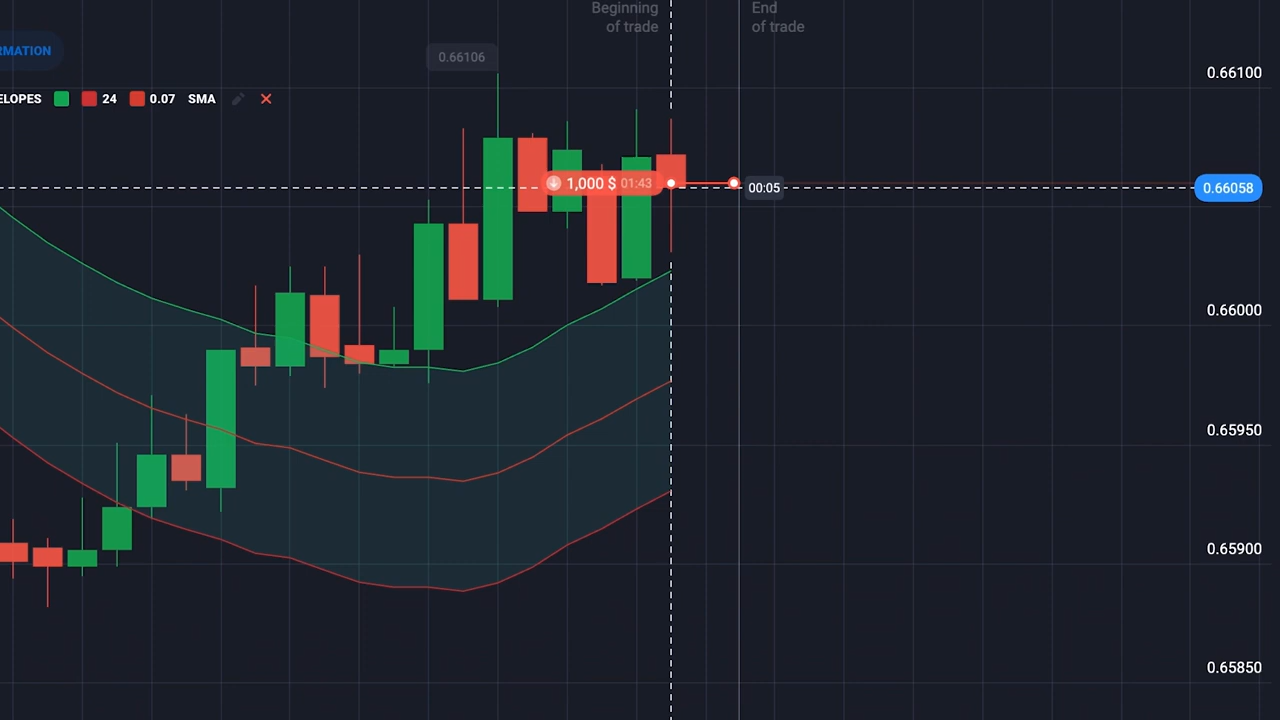 Beginning
of trade
End
of trade
RMATION
0.66106
0.66100
ELOPES 24 0.07 SMA
1,000 $ 01:43
00:05
0.66058
0.66000
0.65950
0.65900
0.65850